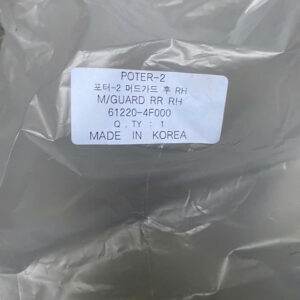 POTER-2
포터-2 머드가드 후 RH
M/GUARD RR RH
61220-4F000
Q . TY : 1
MADE IN KOREA